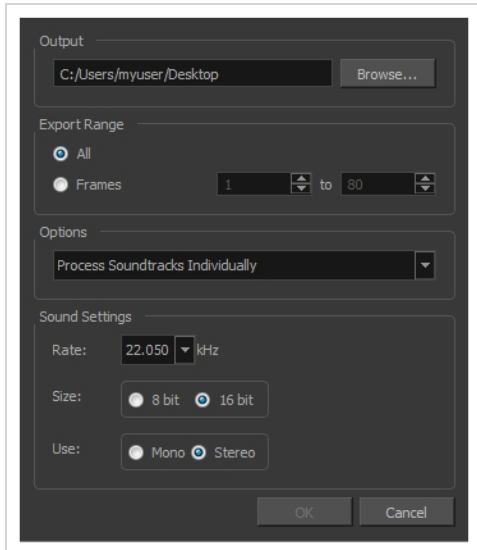 Output
C:/Users/myuser/Desktop Browse...
Export Range
All
Frames 1 to 80
Options
Process Soundtracks Individually
Sound Settings
Rate: 22.050 kHz
Size: 8 bit 16 bit
Use: Mono Stereo
OK Cancel